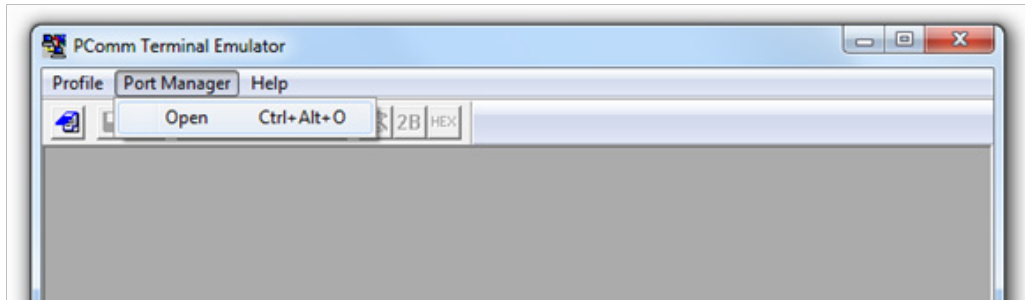 PComm Terminal Emulator
Profile Port Manager Help
Open Ctrl+Alt+O
2B HEX